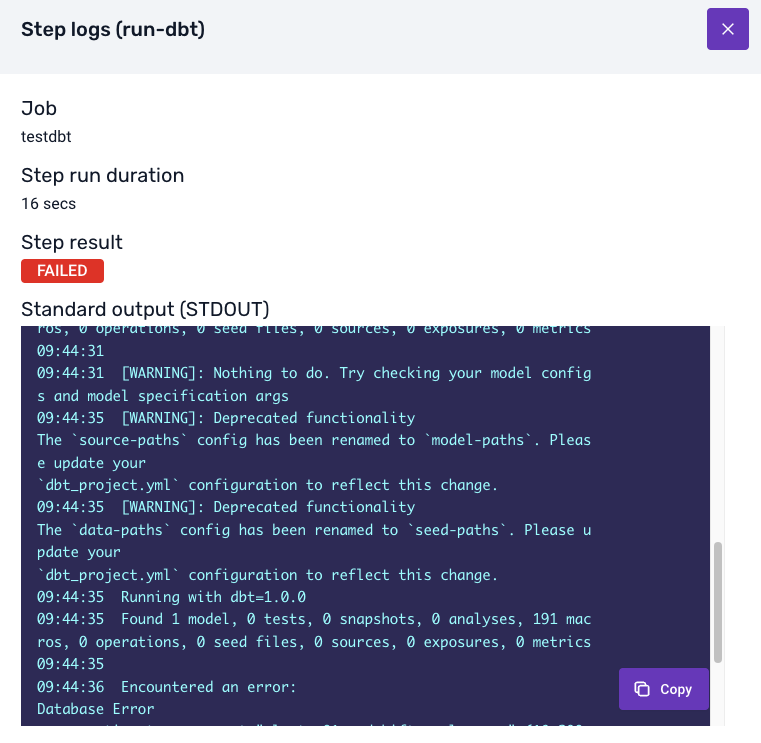 Step logs (run-dbt)
Job
testdbt
Step run duration
16 secs
Step result
FAILED
Standard output (STDOUT)
ros, 0 operations, 0 seed files, 0 sources, 0 exposures, 0 metrics
09:44:31
09:44:31  [WARNING]: Nothing to do. Try checking your model config
s and model specification args
09:44:35  [WARNING]: Deprecated functionality
The `source-paths` config has been renamed to `model-paths`. Pleas
e update your
`dbt_project.yml` configuration to reflect this change.
09:44:35  [WARNING]: Deprecated functionality
The `data-paths` config has been renamed to `seed-paths`. Please u
pdate your
`dbt_project.yml` configuration to reflect this change.
09:44:35  Running with dbt=1.0.0
09:44:35  Found 1 model, 0 tests, 0 snapshots, 0 analyses, 191 mac
ros, 0 operations, 0 seed files, 0 sources, 0 exposures, 0 metrics
09:44:35
09:44:36  Encountered an error:
Database Error
Copy